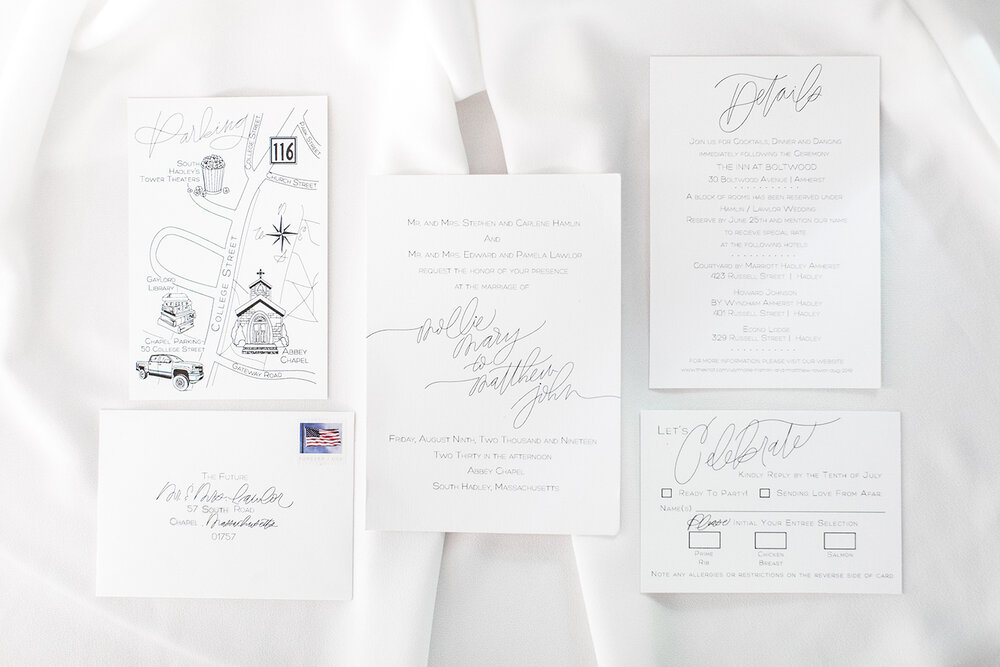 Parking
COLLEGE STREET
PARK STREET
116
CHURCH STREET
SOUTH
HADLEY'S
TOWER THEATERS
COLLEGE STREET
GAYLORD
LIBRARY
CHAPEL PARKING-
50 COLLEGE STREET
ABBEY
CHAPEL
GATEWAY ROAD
THE FUTURE
Mr. & Mrs. Lawlor
57 SOUTH ROAD
CHAPEL, Massachusetts
01757
MR. AND MRS. STEPHEN AND CARLENE HAMLIN
AND
MR. AND MRS. EDWARD AND PAMELA LAWLOR
REQUEST THE HONOR OF YOUR PRESENCE
AT THE MARRIAGE OF
Mollie
Mary
to
Matthew
John
FRIDAY, AUGUST NINTH, TWO THOUSAND AND NINETEEN
TWO THIRTY IN THE AFTERNOON
ABBEY CHAPEL
SOUTH HADLEY, MASSACHUSETTS
Details
JOIN US FOR COCKTAILS, DINNER AND DANCING
IMMEDIATELY FOLLOWING THE CEREMONY
THE INN AT BOLTWOOD
30 BOLTWOOD AVENUE | AMHERST
A BLOCK OF ROOMS HAS BEEN RESERVED UNDER
HAMLIN / LAWLOR WEDDING
RESERVE BY JUNE 25TH AND MENTION OUR NAMES
TO RECEIVE SPECIAL RATE
AT THE FOLLOWING HOTELS:
COURTYARD BY MARRIOTT HADLEY AMHERST
423 RUSSELL STREET | HADLEY
HOWARD JOHNSON
BY WYNDHAM AMHERST HADLEY
401 RUSSELL STREET | HADLEY
ECONO LODGE
329 RUSSELL STREET | HADLEY
FOR MORE INFORMATION PLEASE VISIT OUR WEBSITE
LET'S Celebrate
KINDLY REPLY BY THE TENTH OF JULY
READY TO PARTY! SENDING LOVE FROM AFAR
NAME(S)
Please INITIAL YOUR ENTREE SELECTION
PRIME
RIB
CHICKEN
BREAST
SALMON
NOTE ANY ALLERGIES OR RESTRICTIONS ON THE REVERSE SIDE OF CARD